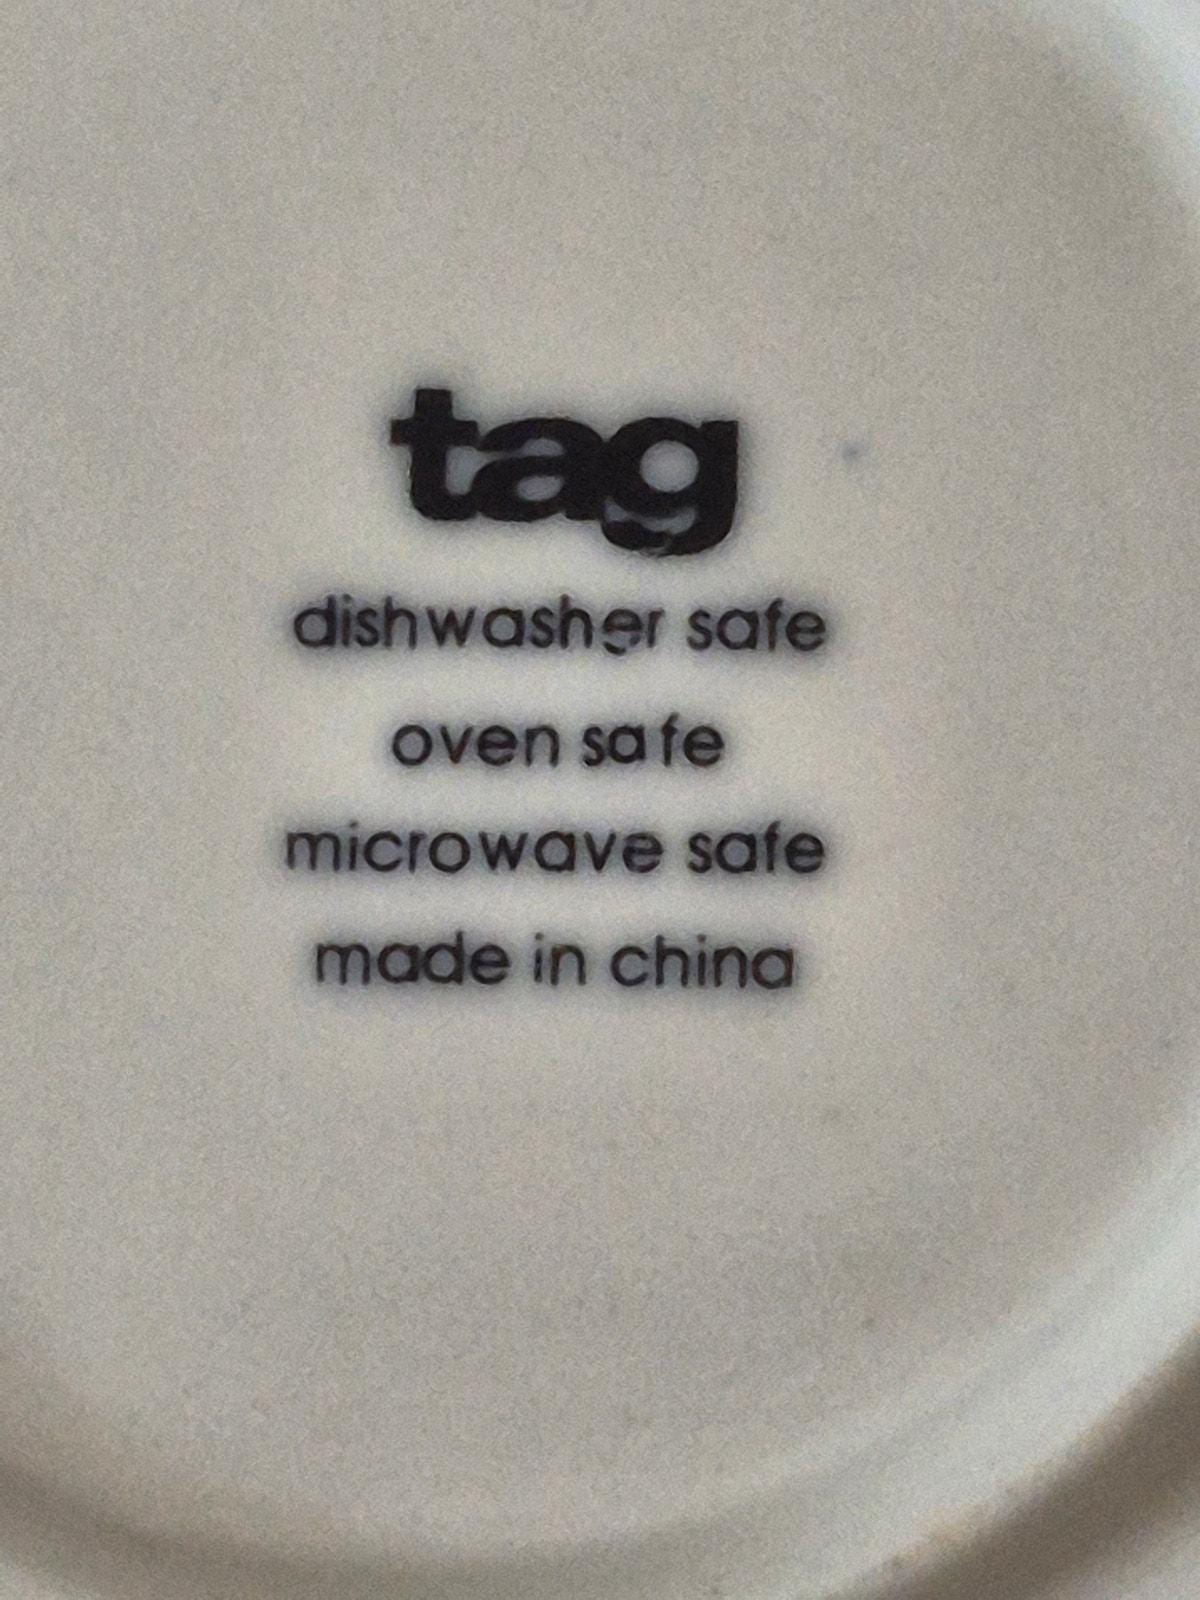 tag
dishwasher safe
oven safe
microwave safe
made in china